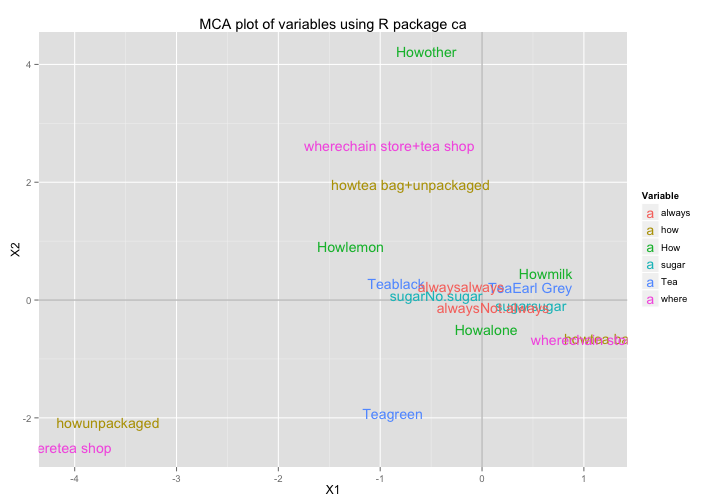 MCA plot of variables using R package ca
Howother
wherechain store+tea shop
howtea bag+unpackaged
Howlemon
Howmilk
Teablack
alwaysalways
TeaEarl Grey
sugarNo.sugar
alwaysNot always
sugarsugar
Howalone
wherechain sto
howtea ba
Teagreen
howunpackaged
eretea shop
4
2
0
-2
-4
-3
-2
-1
0
1
X1
X2
Variable
a always
a how
a How
a sugar
a Tea
a where